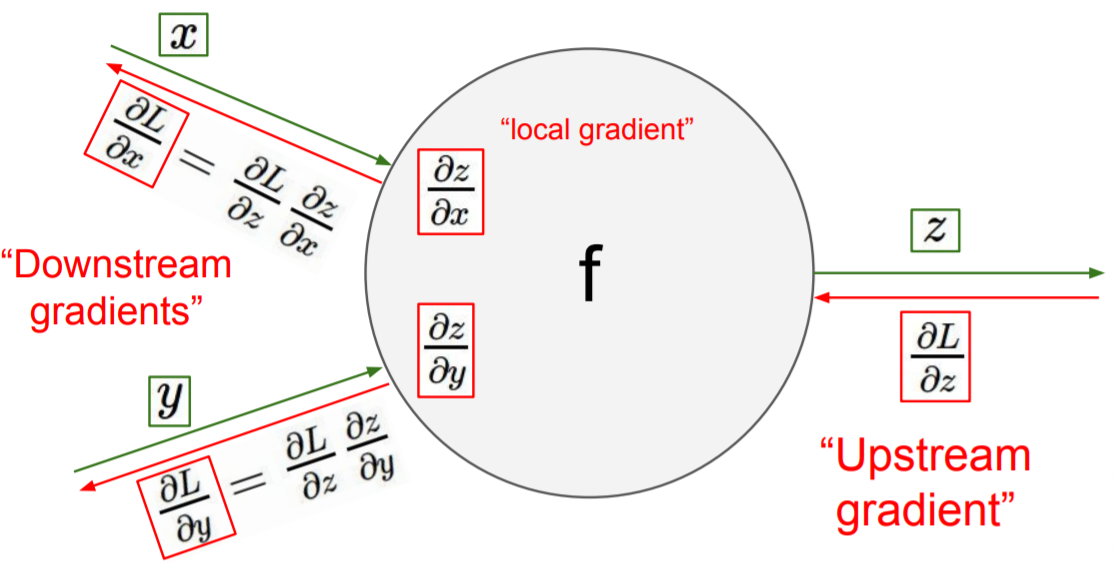 x
∂L/∂x = ∂L/∂z ∂z/∂x
“Downstream
gradients”
y
∂L/∂y = ∂L/∂z ∂z/∂y
“local gradient”
∂z/∂x
f
∂z/∂y
z
∂L/∂z
“Upstream
gradient”